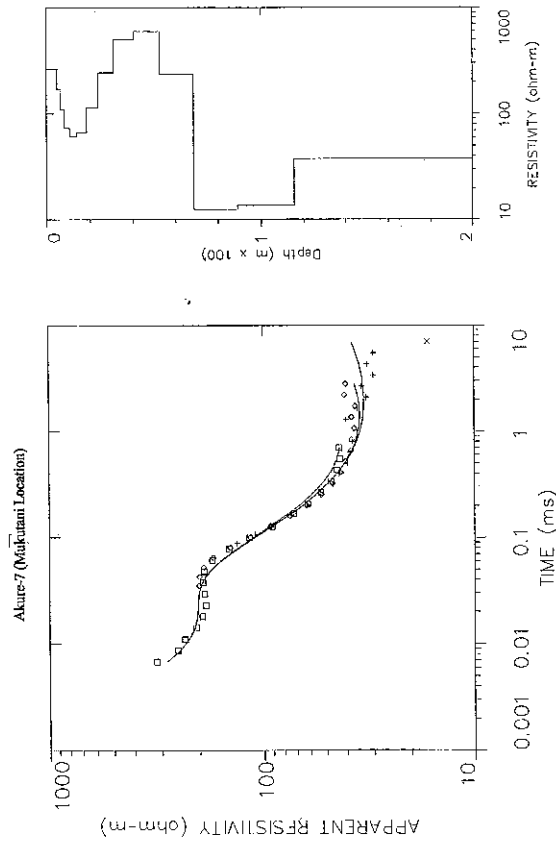 Akure-7 (Mukutani Location)
APPARENT RESISTIVITY (ohm-m)
1000
100
10
0.001
0.01
0.1
1
10
TIME (ms)
Depth (m x 100)
0
1
2
10
100
1000
RESISTIVITY (ohm-m)